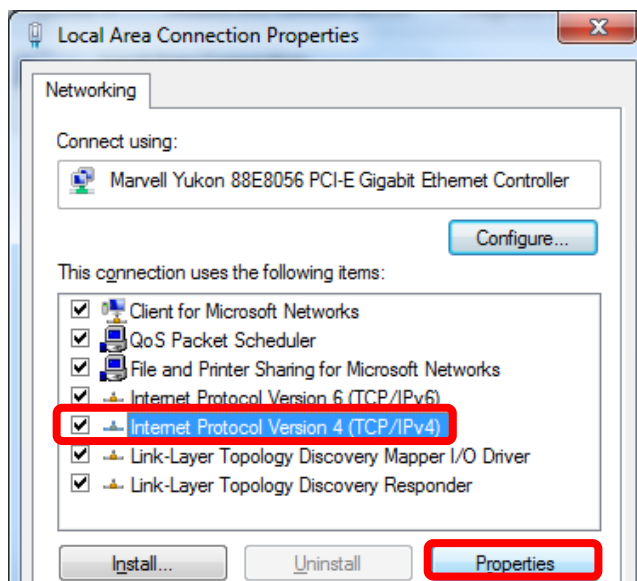 Local Area Connection Properties
X
Networking
Connect using:
Marvell Yukon 88E8056 PCI-E Gigabit Ethernet Controller
Configure...
This connection uses the following items:
Client for Microsoft Networks
QoS Packet Scheduler
File and Printer Sharing for Microsoft Networks
Internet Protocol Version 6 (TCP/IPv6)
Internet Protocol Version 4 (TCP/IPv4)
Link-Layer Topology Discovery Mapper I/O Driver
Link-Layer Topology Discovery Responder
Install... Uninstall Properties